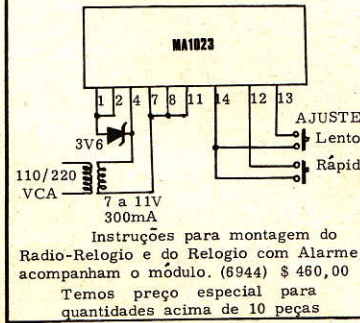 MA1023
1 2 4 7 8 11 14 12 13
AJUSTE
Lento
Rápid
3V6
110/220
VCA
7 a 11V
300mA
Instruções para montagem do
Radio-Relogio e do Relogio com Alarme
acompanham o módulo. (6944) $ 460,00
Temos preço especial para
quantidades acima de 10 peças